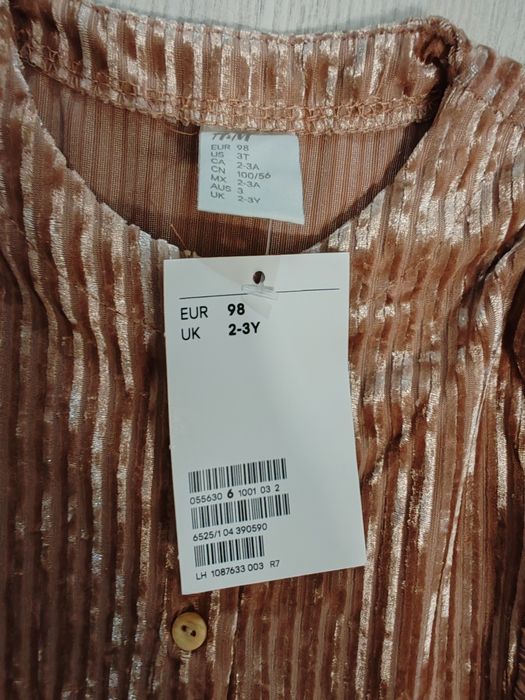 H&M
EUR 98
US 3T
CA 2-3A
CN 100/56
MX 2-3A
AUS 3
UK 2-3Y
EUR 98
UK 2-3Y
055630 6 1001 03 2
6525/1 04 390590
LH 1087633 003 R7